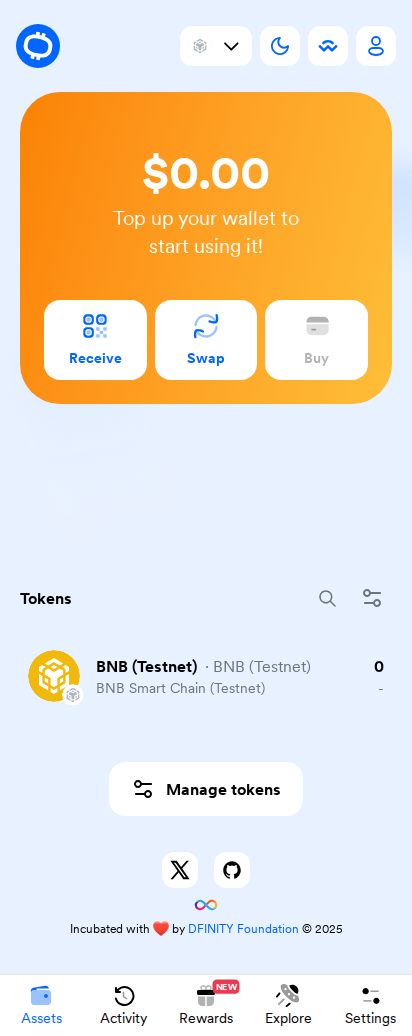 $0.00
Top up your wallet to
start using it!
Receive
Swap
Buy
Tokens
BNB (Testnet) · BNB (Testnet)
0
BNB Smart Chain (Testnet)
-
Manage tokens
Incubated with ❤️ by DFINITY Foundation © 2025
NEW
Assets
Activity
Rewards
Explore
Settings